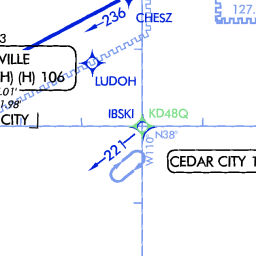 236
CHESZ
127.
3
VILLE
H) (H) 106
LUDOH
.01'
1.98'
CITY
IBSKI
KD48Q
N38°
W110°
221
CEDAR CITY 1